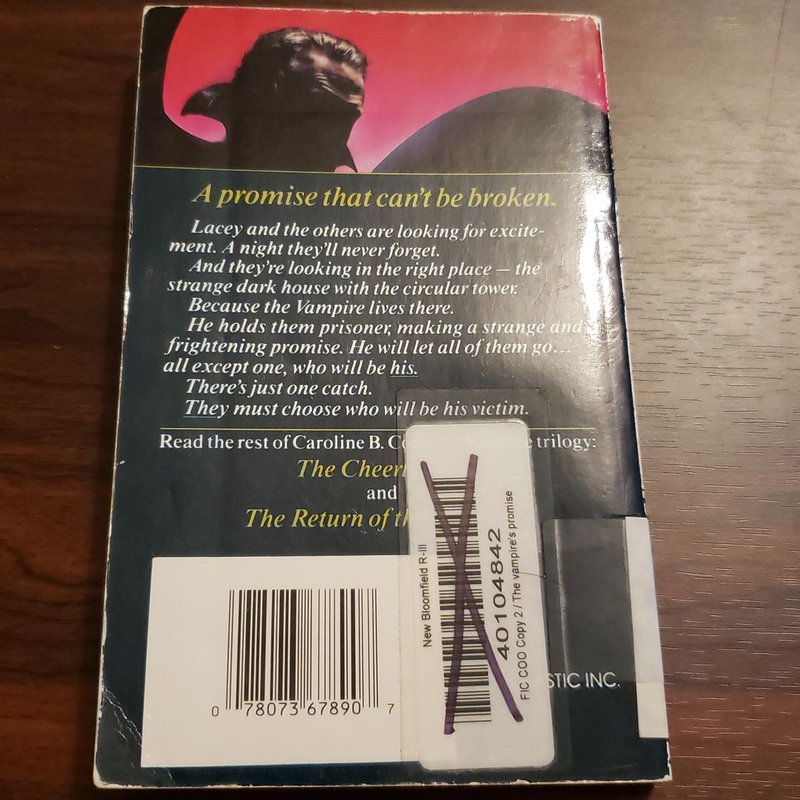 A promise that can't be broken.
Lacey and the others are looking for excite-
ment. A night they'll never forget.
And they're looking in the right place — the
strange dark house with the circular tower.
Because the Vampire lives there.
He holds them prisoner, making a strange and
frightening promise. He will let all of them go...
all except one, who will be his.
There's just one catch.
They must choose who will be his victim.
Read the rest of Caroline B. trilogy:
The
and
The Return of
New Bloomfield R-III
40104842
FIC COO Copy 2 / The vampire's promise
0 78073 67890 7
INC.